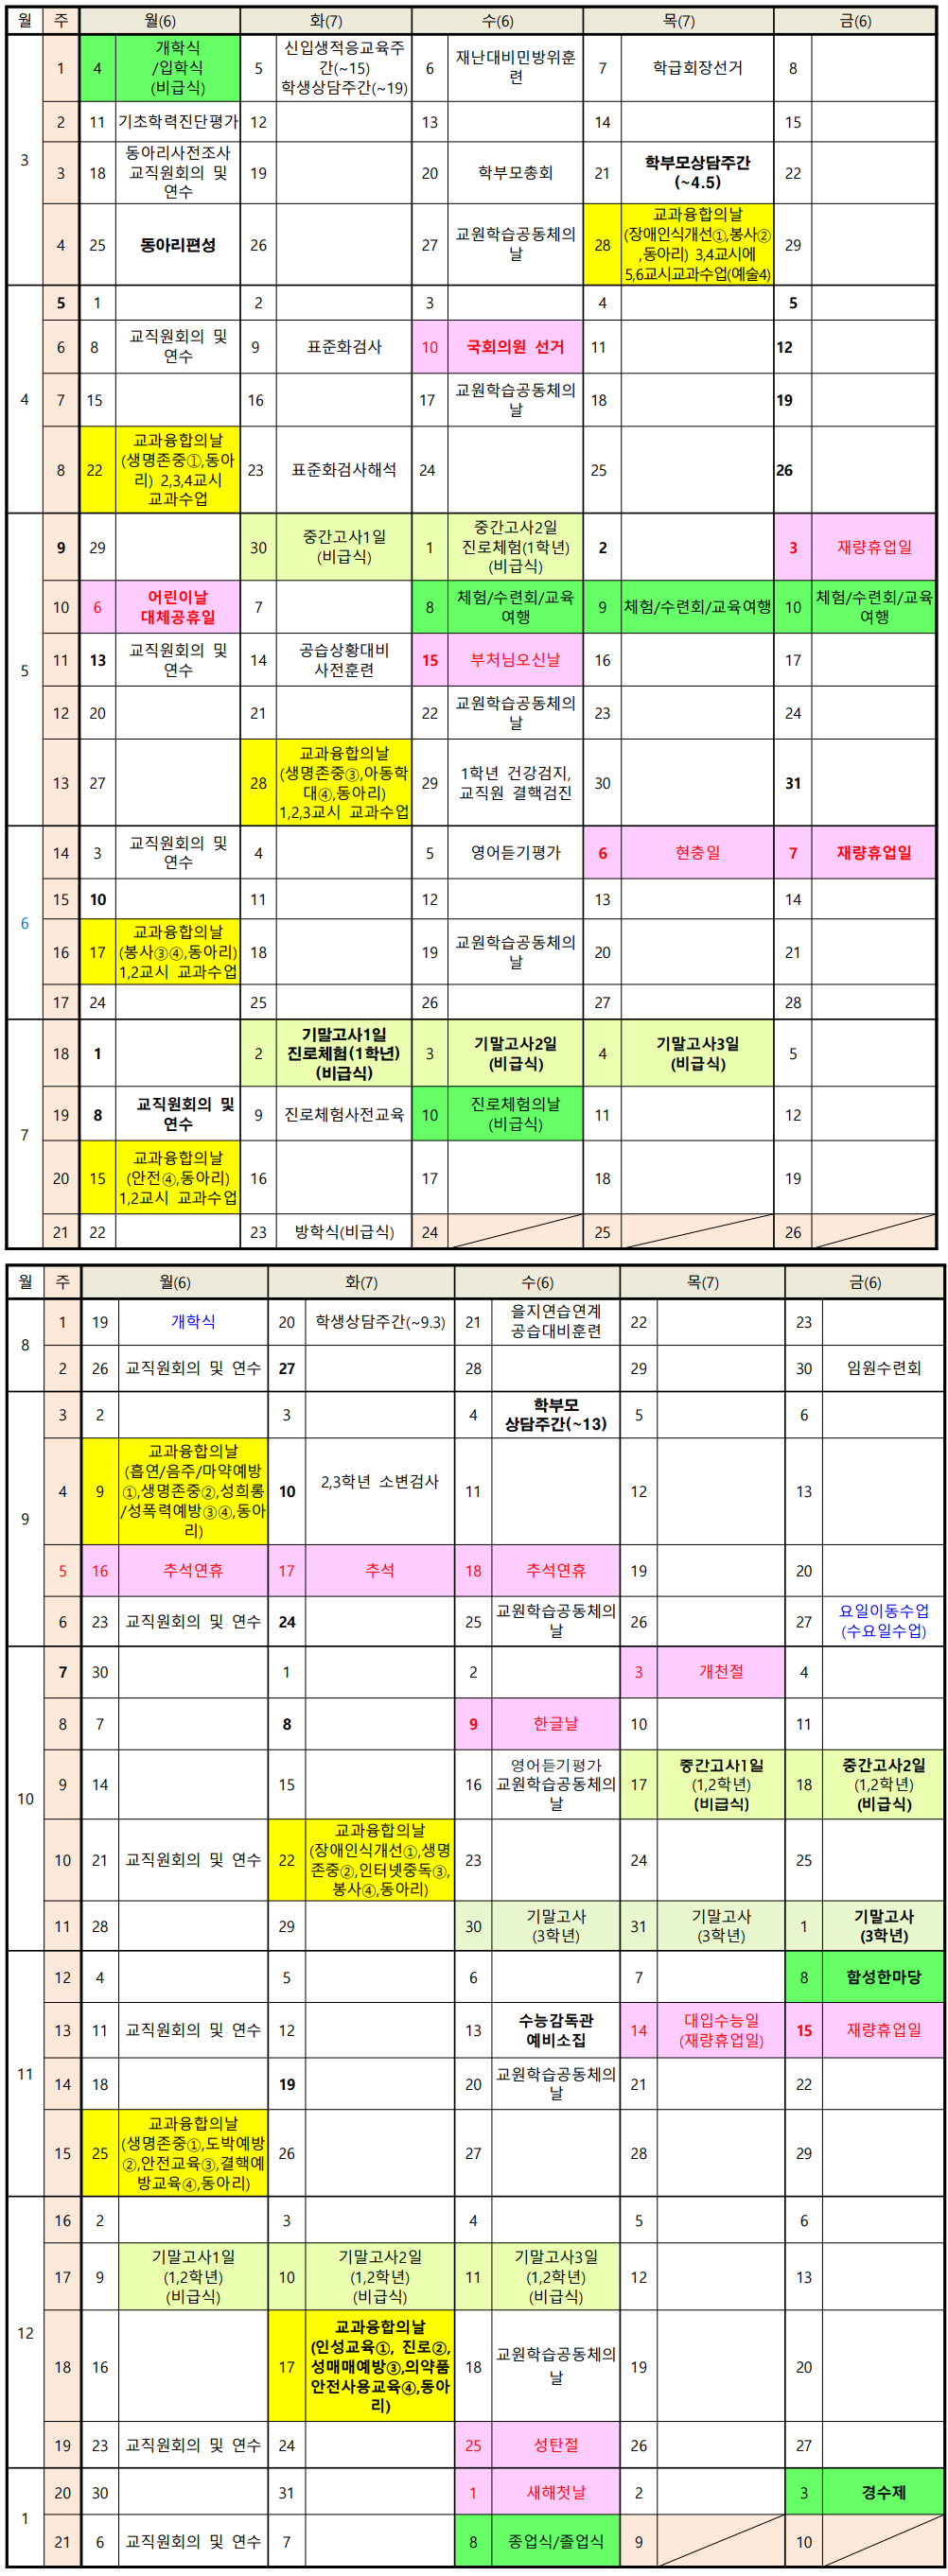 월 주 월(6) 화(7) 수(6) 목(7) 금(6)
3
1 4 개학식
/입학식
(비급식)
5 신입생적응교육주
간(~15)
학생상담주간(~19)
6 재난대비민방위훈
련
7 학급회장선거
8
2 11 기초학력진단평가 12 13 14 15
3 18 동아리사전조사
교직원회의 및
연수
19
20 학부모총회
21 학부모상담주간
(~4.5)
22
4 25 동아리편성 26
27 교원학습공동체의
날
28 교과융합의날
(장애인식개선①,봉사②
,동아리) 3,4교시에
5,6교시교과수업(예술4)
29
4
5 1 2 3 4 5
6 8 교직원회의 및
연수
9 표준화검사
10 국회의원 선거
11 12
7 15 16
17 교원학습공동체의
날
18 19
8 22 교과융합의날
(생명존중①,동아
리) 2,3,4교시
교과수업
23 표준화검사해석
24 25 26
5
9 29
30 중간고사1일
(비급식)
1 중간고사2일
진로체험(1학년)
(비급식)
2
3 재량휴업일
10 6 어린이날
대체공휴일
7
8 체험/수련회/교육
여행
9 체험/수련회/교육여행
10 체험/수련회/교육
여행
11 13 교직원회의 및
연수
14 공습상황대비
사전훈련
15 부처님오신날
16 17
12 20 21
22 교원학습공동체의
날
23 24
13 27
28 교과융합의날
(생명존중③,아동학
대④,동아리)
1,2,3교시 교과수업
29 1학년 건강검지,
교직원 결핵검진
30 31
6
14 3 교직원회의 및
연수
4
5 영어듣기평가
6 현충일
7 재량휴업일
15 10 11 12 13 14
16 17 교과융합의날
(봉사③④,동아리)
1,2교시 교과수업
18
19 교원학습공동체의
날
20 21
17 24 25 26 27 28
7
18 1
2 기말고사1일
진로체험(1학년)
(비급식)
3 기말고사2일
(비급식)
4 기말고사3일
(비급식)
5
19 8 교직원회의 및
연수
9 진로체험사전교육
10 진로체험의날
(비급식)
11 12
20 15 교과융합의날
(안전④,동아리)
1,2교시 교과수업
16 17 18 19
21 22 23 방학식(비급식) 24 25 26
월 주 월(6) 화(7) 수(6) 목(7) 금(6)
8
1 19 개학식
20 학생상담주간(~9.3)
21 을지연습연계
공습대비훈련
22 23
2 26 교직원회의 및 연수 27 28 29 30 임원수련회
9
3 2 3
4 학부모
상담주간(~13)
5 6
4 9 교과융합의날
(흡연/음주/마약예방
①,생명존중②,성희롱
/성폭력예방③④,동아
리)
10 2,3학년 소변검사
11 12 13
5 16 추석연휴 17 추석 18 추석연휴 19 20
6 23 교직원회의 및 연수 24
25 교원학습공동체의
날
26
27 요일이동수업
(수요일수업)
10
7 30 1 2 3 개천절 4
8 7 8 9 한글날 10 11
9 14 15
16 영어듣기평가
교원학습공동체의
날
17 중간고사1일
(1,2학년)
(비급식)
18 중간고사2일
(1,2학년)
(비급식)
10 21 교직원회의 및 연수
22 교과융합의날
(장애인식개선①,생명
존중②,인터넷중독③,
봉사④,동아리)
23 24 25
11 28 29
30 기말고사
(3학년)
31 기말고사
(3학년)
1 기말고사
(3학년)
11
12 4 5 6 7 8 함성한마당
13 11 교직원회의 및 연수 12
13 수능감독관
예비소집
14 대입수능일
(재량휴업일)
15 재량휴업일
14 18 19
20 교원학습공동체의
날
21 22
15 25 교과융합의날
(생명존중①,도박예방
②,안전교육③,결핵예
방교육④,동아리)
26 27 28 29
12
16 2 3 4 5 6
17 9 기말고사1일
(1,2학년)
(비급식)
10 기말고사2일
(1,2학년)
(비급식)
11 기말고사3일
(1,2학년)
(비급식)
12 13
18 16
17 교과융합의날
(인성교육①, 진로②,
성매매예방③,의약품
안전사용교육④,동아
리)
18 교원학습공동체의
날
19 20
19 23 교직원회의 및 연수 24 25 성탄절 26 27
1
20 30 31 1 새해첫날 2 3 경수제
21 6 교직원회의 및 연수 7 8 종업식/졸업식 9 10